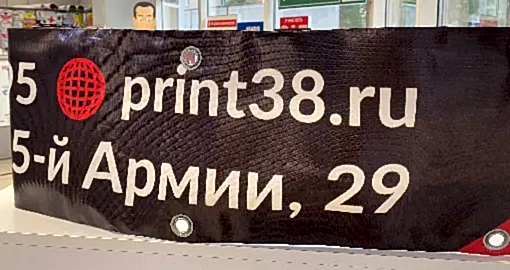 5 print38.ru
5-й Армии, 29